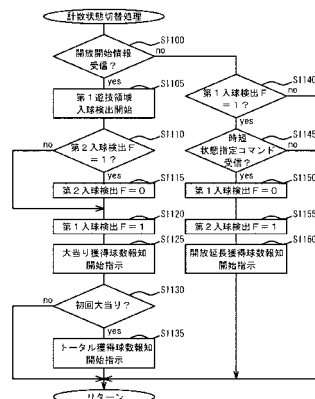 計数状態切替処理
S1100
開放開始情報
受信？
no
yes
S1105
第１遊技領域
入球検出開始
S1110
第２入球検出Ｆ
＝１？
no
yes
S1115
第２入球検出Ｆ＝０
S1120
第１入球検出Ｆ＝１
S1125
大当り獲得球数報知
開始指示
S1130
初回大当り？
no
yes
S1135
トータル獲得球数報知
開始指示
S1140
第１入球検出Ｆ
＝１？
no
yes
S1145
時短
状態指定コマンド
受信？
no
yes
S1150
第１入球検出Ｆ＝０
S1155
第２入球検出Ｆ＝１
S1160
開放延長獲得球数報知
開始指示
リターン